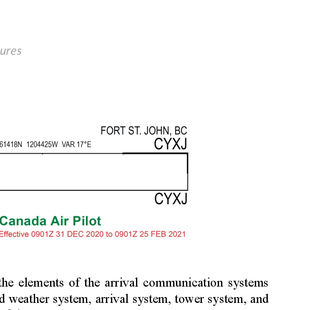 ures
FORT ST. JOHN, BC
61418N 1204425W VAR 17°E CYXJ
CYXJ
Canada Air Pilot
Effective 0901Z 31 DEC 2020 to 0901Z 25 FEB 2021
the elements of the arrival communication systems
d weather system, arrival system, tower system, and